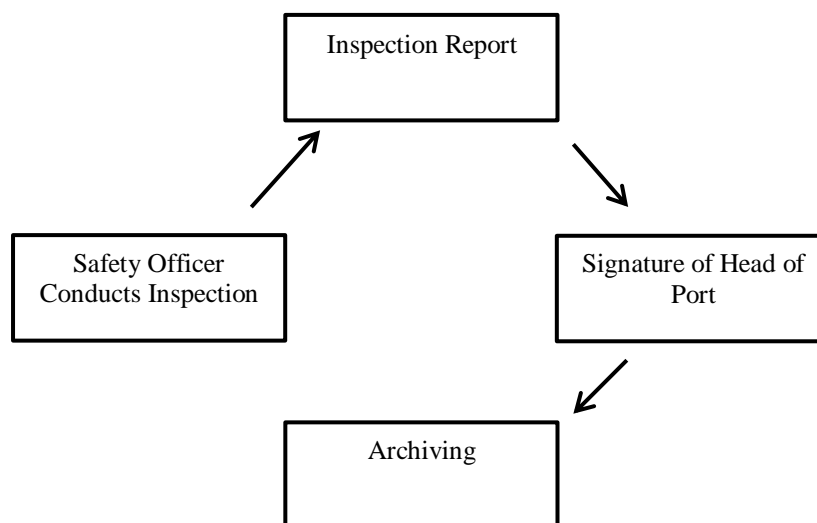 Inspection Report
Safety Officer
Conducts Inspection
Signature of Head of
Port
Archiving